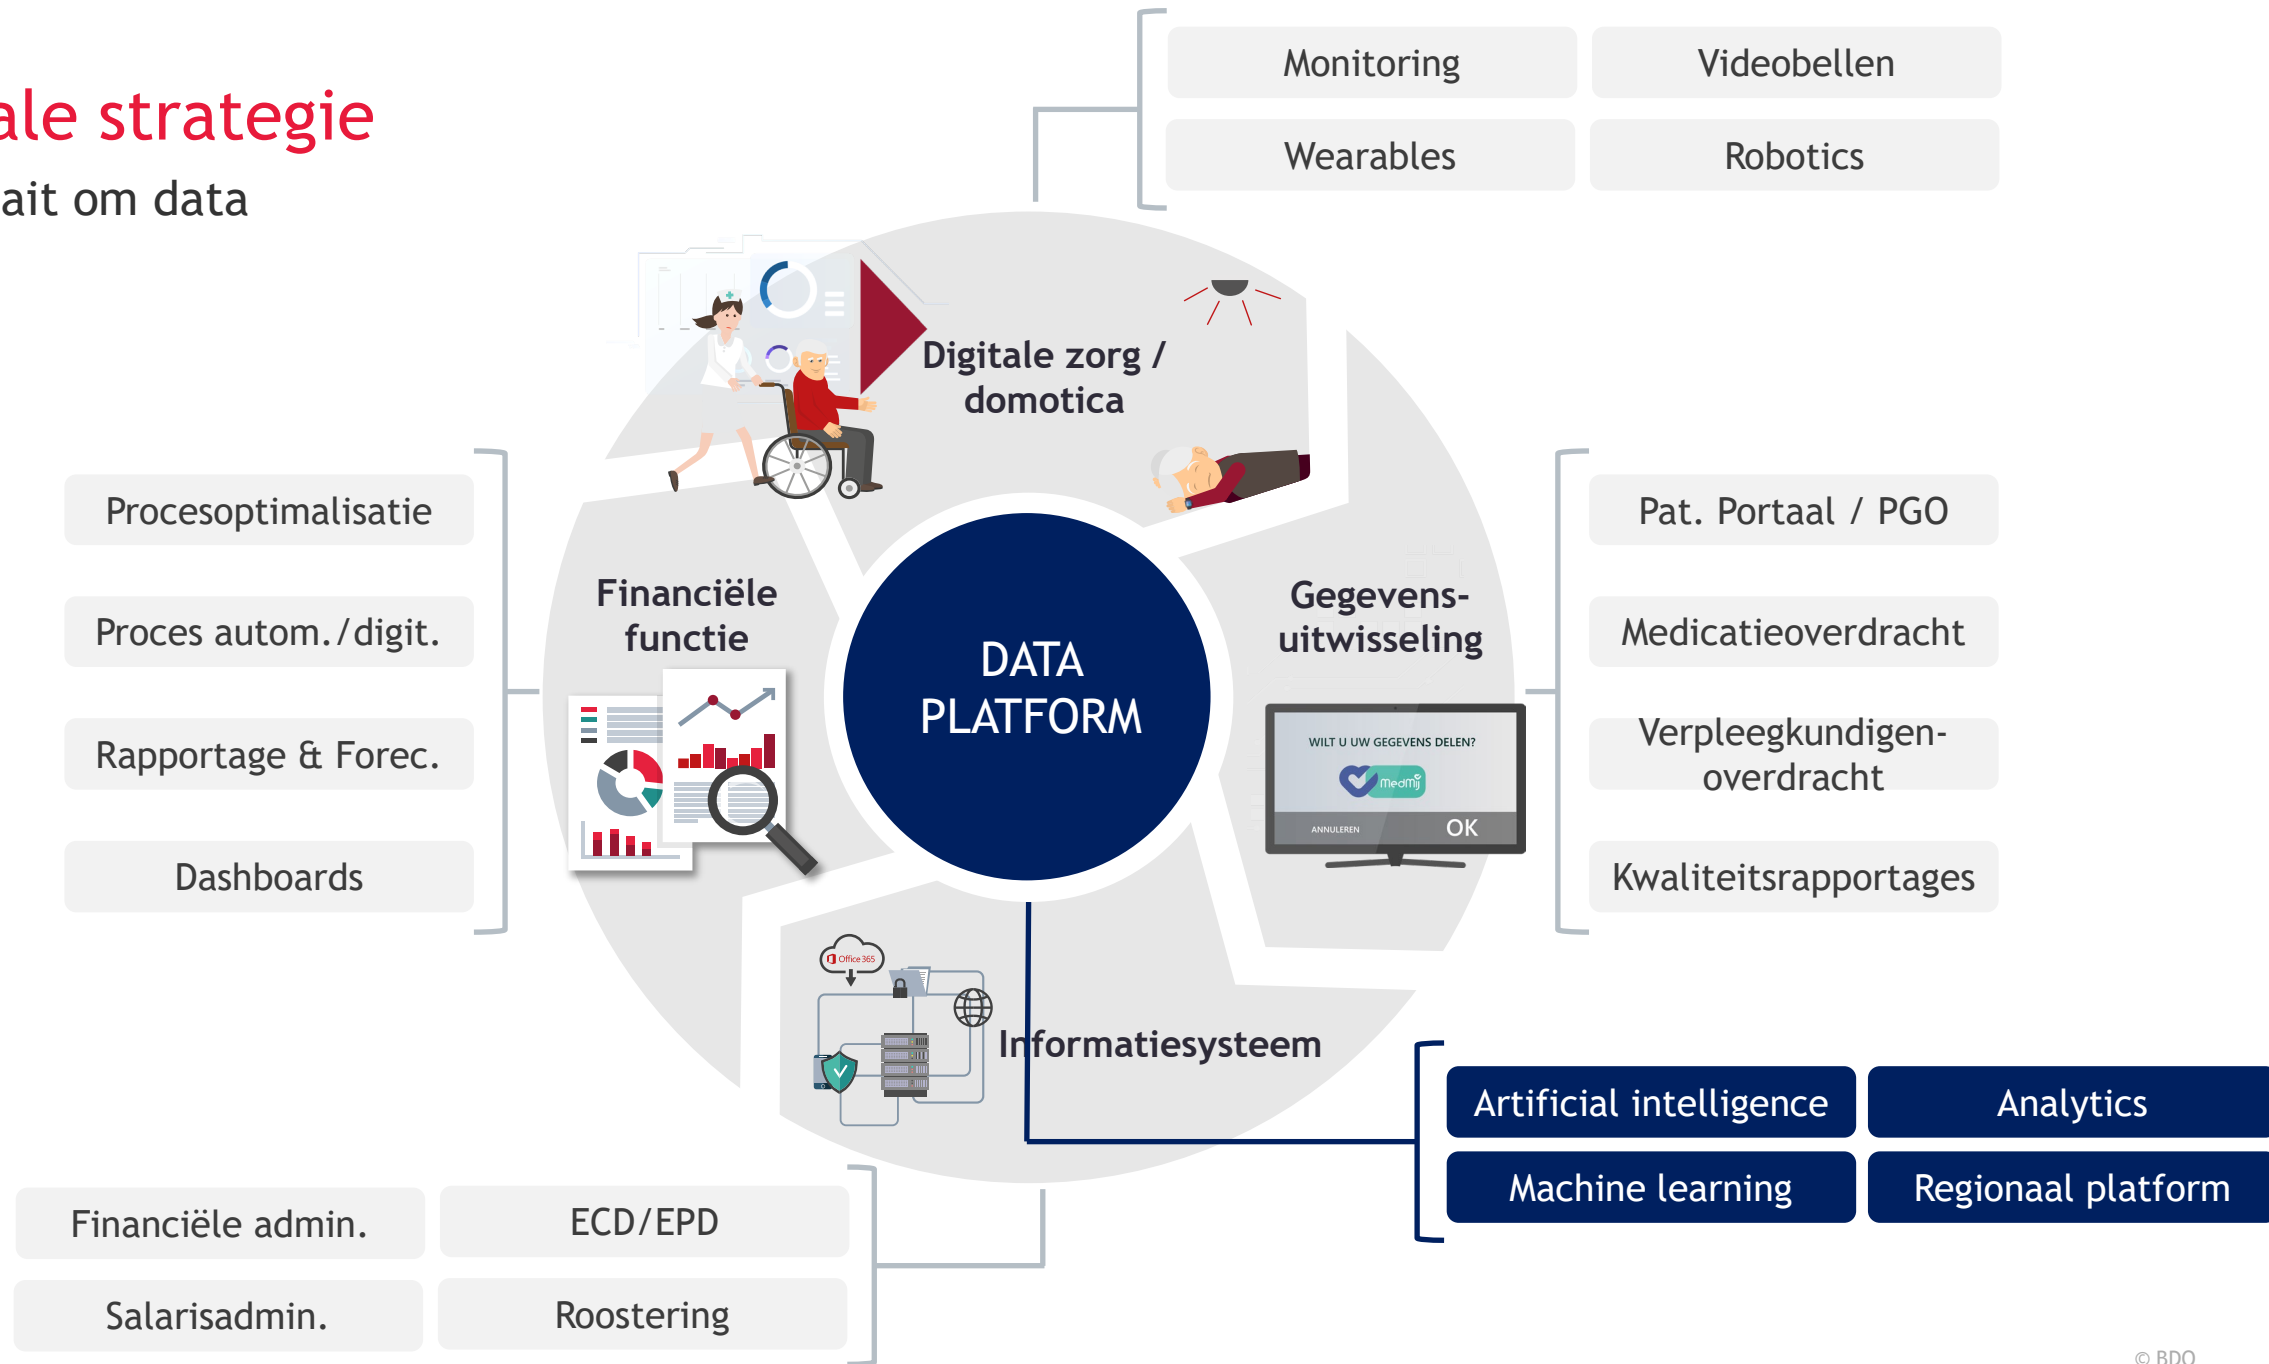 ale strategie
ait om data
Monitoring
Videobellen
Wearables
Robotics
Digitale zorg /
domotica
Procesoptimalisatie
Proces autom./digit.
Rapportage & Forec.
Dashboards
Financiële
functie
DATA
PLATFORM
Gegevens-
uitwisseling
WILT U UW GEGEVENS DELEN?
MedMij
ANNULEREN
OK
Pat. Portaal / PGO
Medicatieoverdracht
Verpleegkundigen-
overdracht
Kwaliteitsrapportages
Office 365
Informatiesysteem
Artificial intelligence
Analytics
Machine learning
Regionaal platform
Financiële admin.
ECD/EPD
Salarisadmin.
Roostering
© BDO